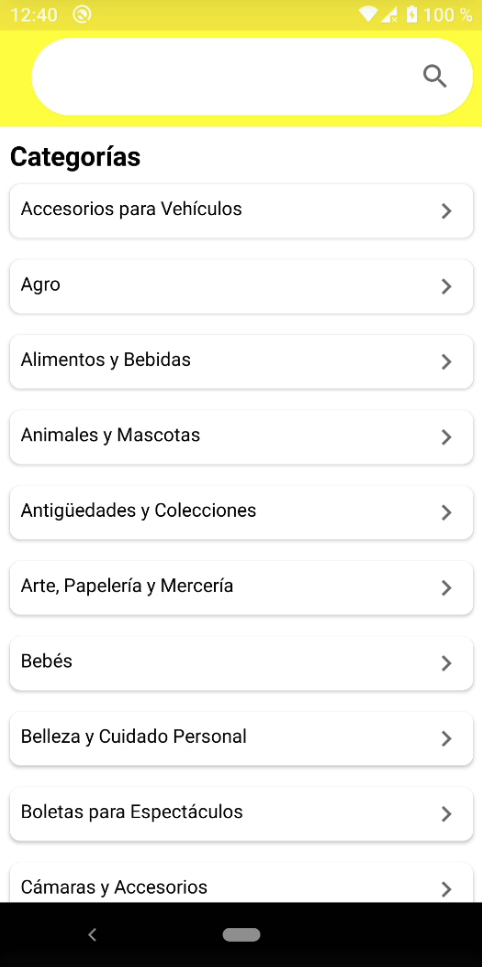 12:40 100 %
Categorías
Accesorios para Vehículos
Agro
Alimentos y Bebidas
Animales y Mascotas
Antigüedades y Colecciones
Arte, Papelería y Mercería
Bebés
Belleza y Cuidado Personal
Boletas para Espectáculos
Cámaras y Accesorios